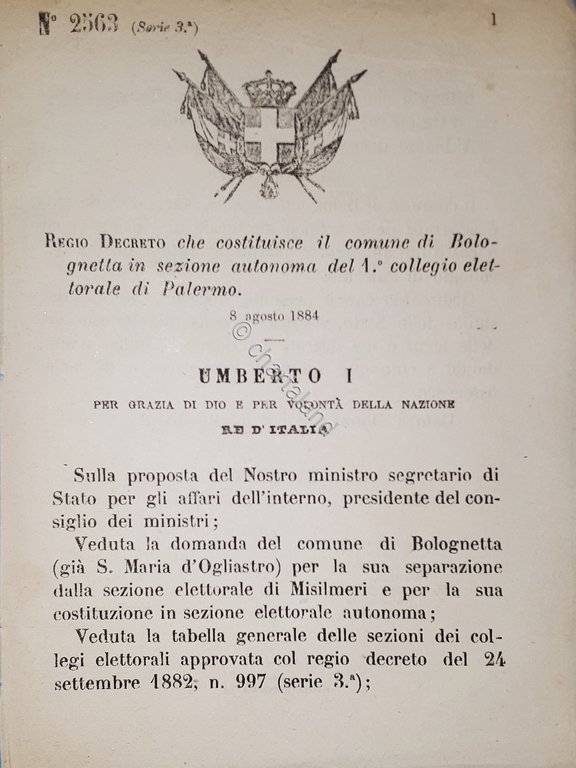 N° 2563 (Serie 3.ª)
1
REGIO DECRETO che costituisce il comune di Bolo-
gnetta in sezione autonoma del 1.° collegio elet-
torale di Palermo.
8 agosto 1884
UMBERTO I
PER GRAZIA DI DIO E PER VOLONTÀ DELLA NAZIONE
RE D'ITALIA
Sulla proposta del Nostro ministro segretario di
Stato per gli affari dell'interno, presidente del con-
siglio dei ministri;
Veduta la domanda del comune di Bolognetta
(già S. Maria d'Ogliastro) per la sua separazione
dalla sezione elettorale di Misilmeri e per la sua
costituzione in sezione elettorale autonoma;
Veduta la tabella generale delle sezioni dei col-
legi elettorali approvata col regio decreto del 24
settembre 1882, n. 997 (serie 3.ª);
© chartaland